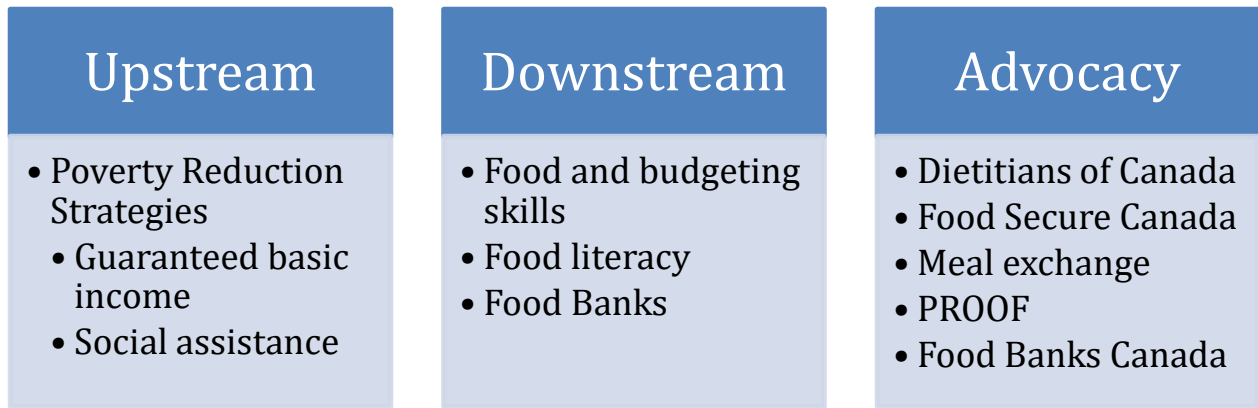 Upstream
• Poverty Reduction
Strategies
• Guaranteed basic
income
• Social assistance
Downstream
• Food and budgeting
skills
• Food literacy
• Food Banks
Advocacy
• Dietitians of Canada
• Food Secure Canada
• Meal exchange
• PROOF
• Food Banks Canada